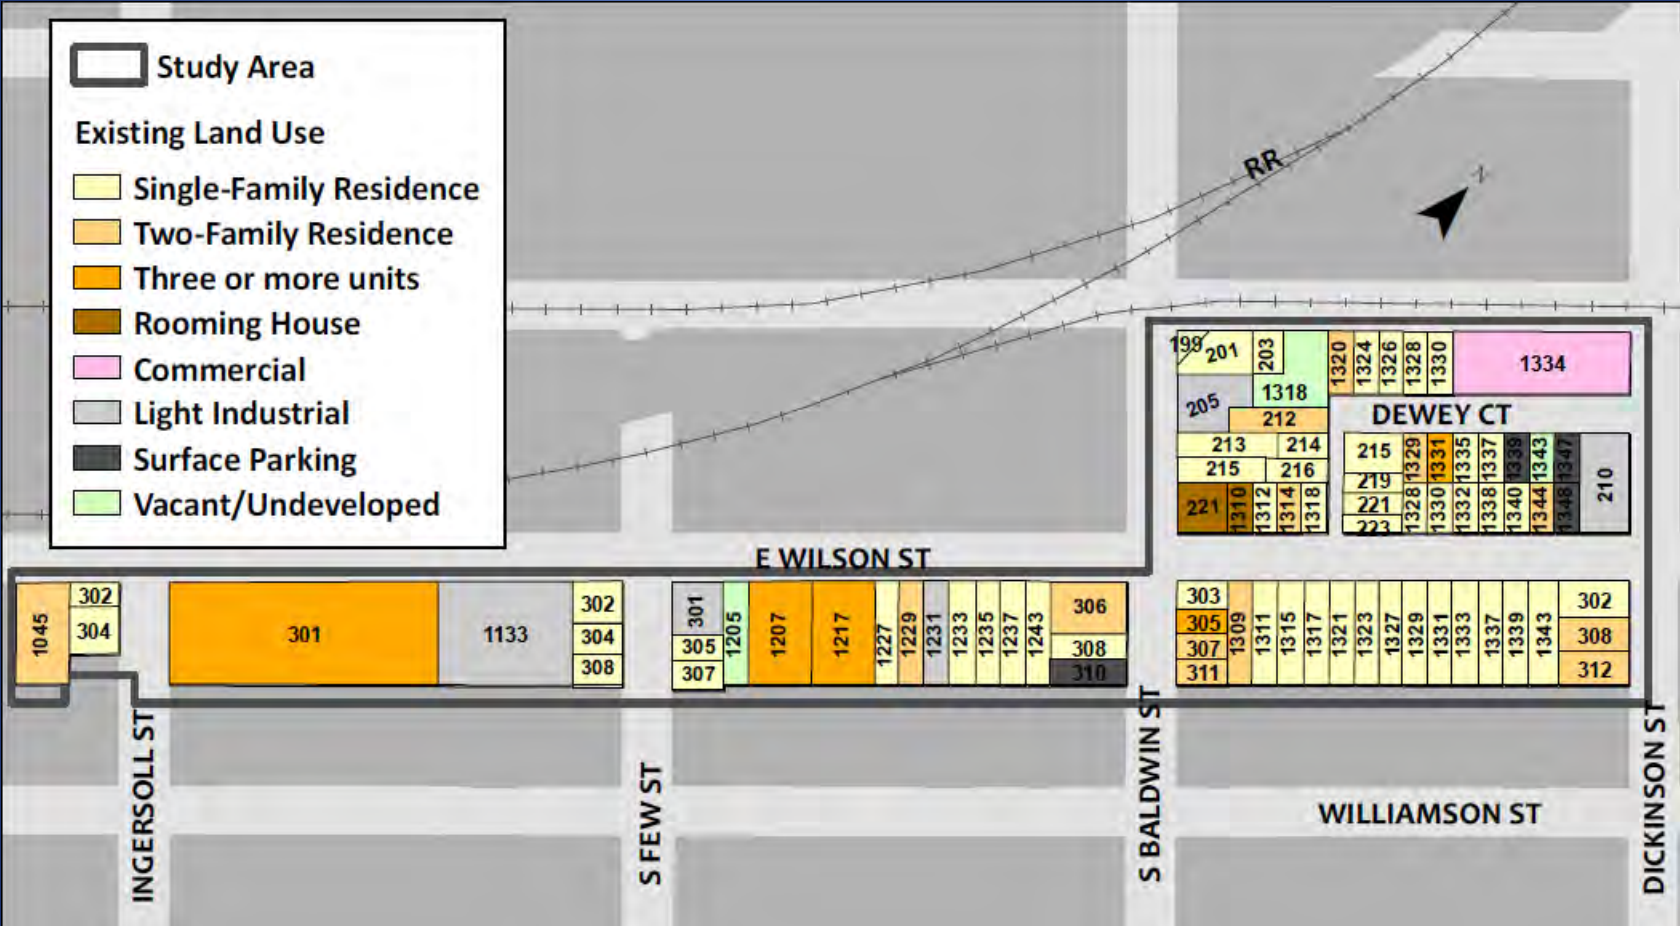 Study Area
Existing Land Use
Single-Family Residence
Two-Family Residence
Three or more units
Rooming House
Commercial
Light Industrial
Surface Parking
Vacant/Undeveloped
RR
N
199 201 203 1320 1324 1326 1328 1330 1334
205 1318
212
DEWEY CT
213 214
215 216
221 1310 1312 1314 1318
215 1329 1331 1335 1337 1339 1343 1347 210
219
221 1328 1330 1332 1338 1340 1344 1348
223
E WILSON ST
1045 302
304
301 1133 302
304
308
301 1205 1207 1217 1227 1229 1231 1233 1235 1237 1243 306
305 308
307 310
303 1309 1311 1315 1317 1321 1323 1327 1329 1331 1333 1337 1339 1343 302
305 308
307 312
311
INGERSOLL ST
S FEW ST
S BALDWIN ST
WILLIAMSON ST
DICKINSON ST